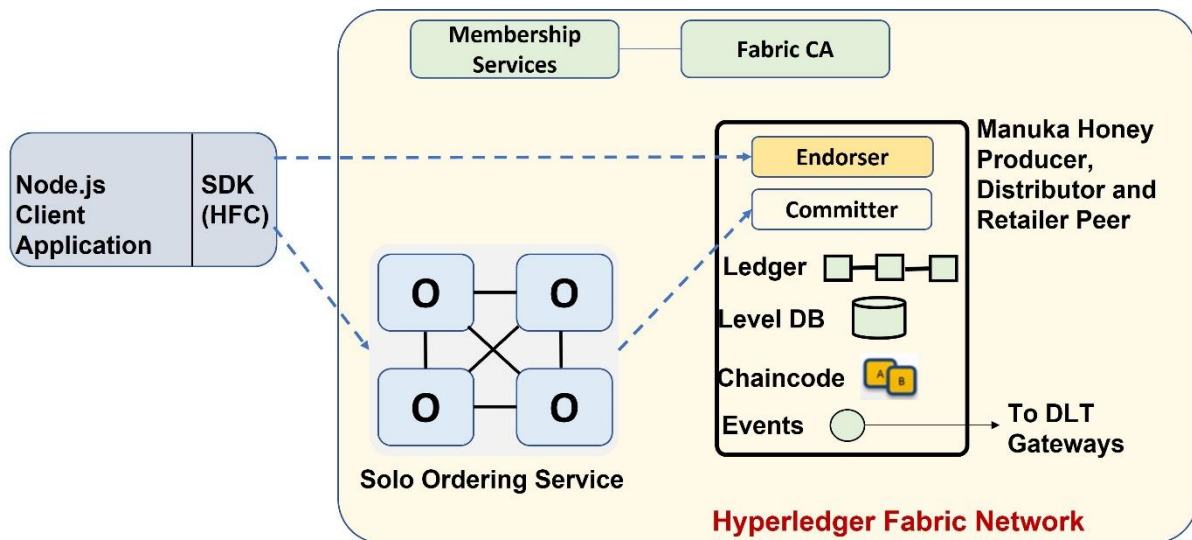 Membership
Services
Fabric CA
Node.js
Client
Application
SDK
(HFC)
Endorser
Committer
Manuka Honey
Producer,
Distributor and
Retailer Peer
Ledger
Level DB
Chaincode
A
B
Events
To DLT
Gateways
O
O
O
O
Solo Ordering Service
Hyperledger Fabric Network